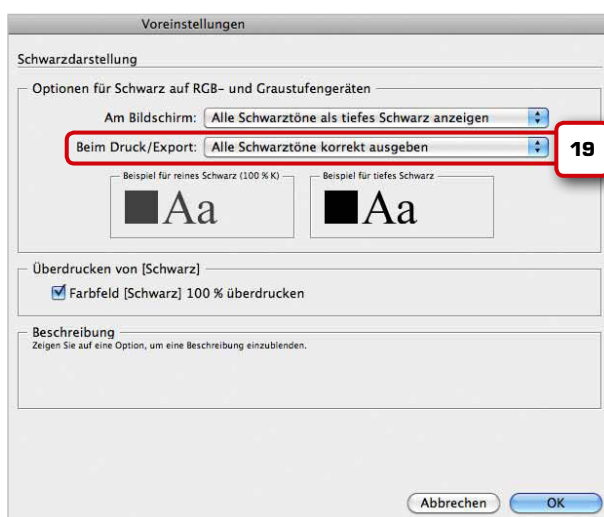 Voreinstellungen
Schwarzdarstellung
Optionen für Schwarz auf RGB- und Graustufengeräten
Am Bildschirm: Alle Schwarztöne als tiefes Schwarz anzeigen
Beim Druck/Export: Alle Schwarztöne korrekt ausgeben
19
Beispiel für reines Schwarz (100 % K)
Aa
Beispiel für tiefes Schwarz
Aa
Überdrucken von [Schwarz]
Farbfeld [Schwarz] 100 % überdrucken
Beschreibung
Zeigen Sie auf eine Option, um eine Beschreibung einzublenden.
Abbrechen
OK